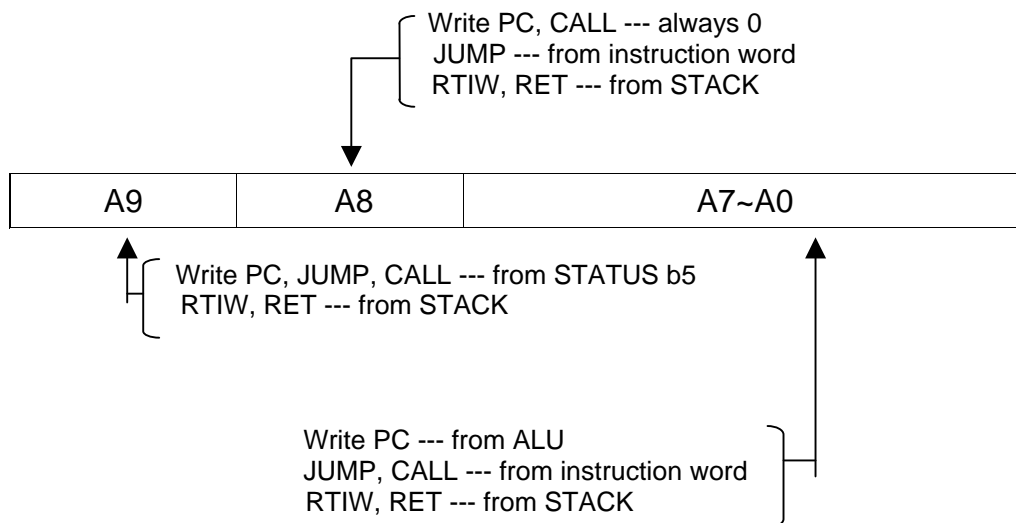 Write PC, CALL --- always 0
JUMP --- from instruction word
RTIW, RET --- from STACK
A9 A8 A7~A0
Write PC, JUMP, CALL --- from STATUS b5
RTIW, RET --- from STACK
Write PC --- from ALU
JUMP, CALL --- from instruction word
RTIW, RET --- from STACK